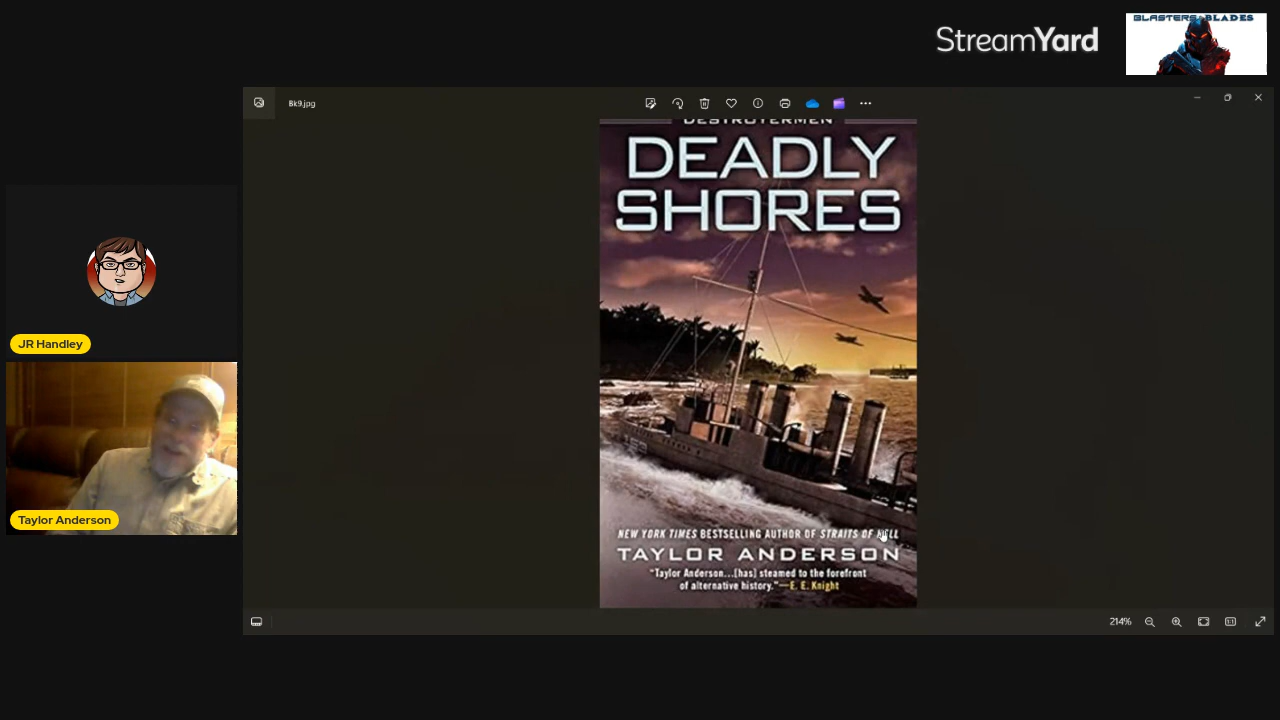 StreamYard
BLASTERS & BLADES
Bk9.jpg
DESTROYERMEN
DEADLY
SHORES
NEW YORK TIMES BESTSELLING AUTHOR OF STRAITS OF HELL
TAYLOR ANDERSON
"Taylor Anderson...[has] steamed to the forefront
of alternative history."—E. E. Knight
JR Handley
Taylor Anderson
214%